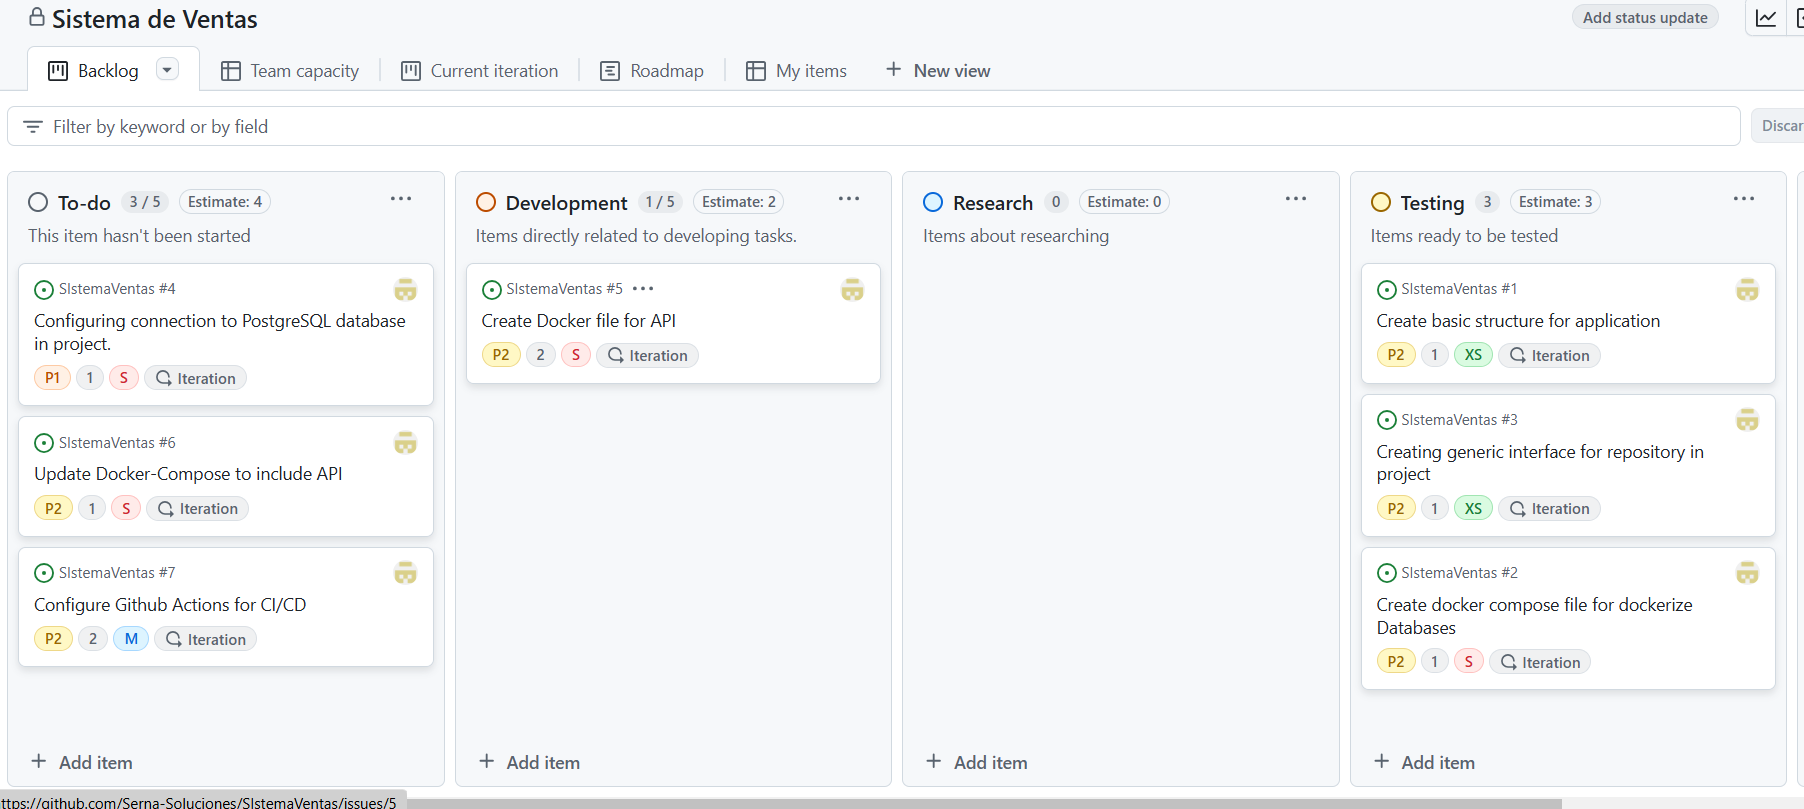 Sistema de Ventas
Add status update
Backlog
Team capacity
Current iteration
Roadmap
My items
New view
Filter by keyword or by field
Discar
To-do 3 / 5 Estimate: 4
This item hasn't been started
SIstemaVentas #4
Configuring connection to PostgreSQL database
in project.
P1 1 S Iteration
SIstemaVentas #6
Update Docker-Compose to include API
P2 1 S Iteration
SIstemaVentas #7
Configure Github Actions for CI/CD
P2 2 M Iteration
Add item
Development 1 / 5 Estimate: 2
Items directly related to developing tasks.
SIstemaVentas #5
Create Docker file for API
P2 2 S Iteration
Add item
Research 0 Estimate: 0
Items about researching
Add item
Testing 3 Estimate: 3
Items ready to be tested
SIstemaVentas #1
Create basic structure for application
P2 1 XS Iteration
SIstemaVentas #3
Creating generic interface for repository in
project
P2 1 XS Iteration
SIstemaVentas #2
Create docker compose file for dockerize
Databases
P2 1 S Iteration
Add item
ttps://github.com/Serna-Soluciones/SIstemaVentas/issues/5